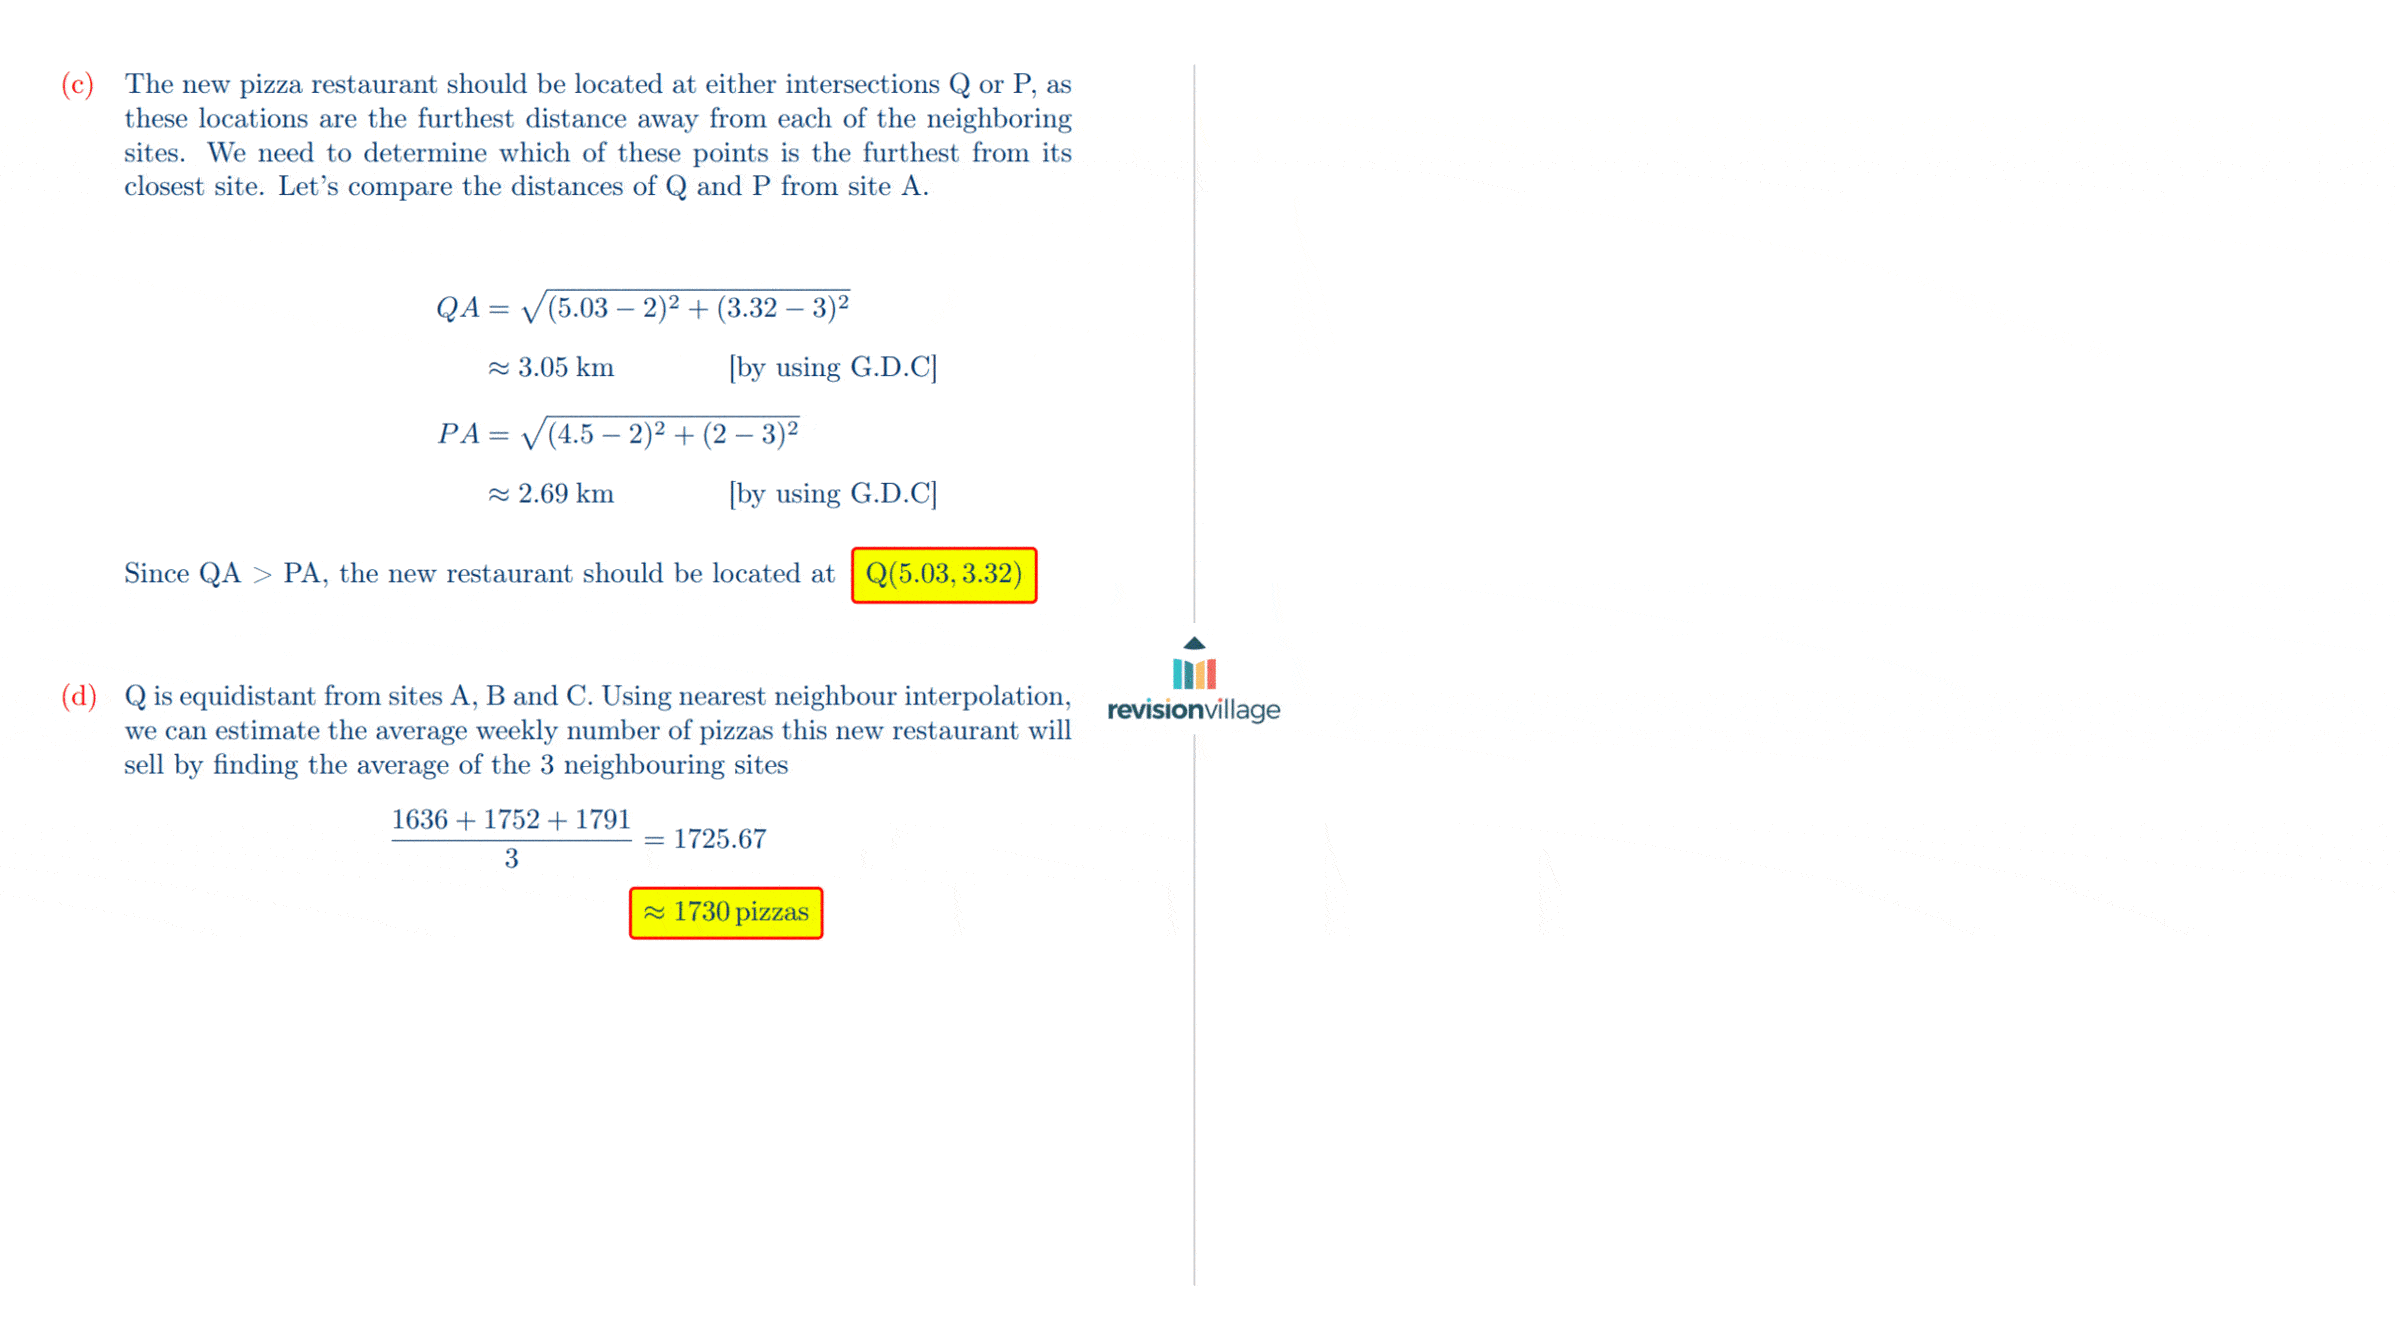 (c) The new pizza restaurant should be located at either intersections Q or P, as
these locations are the furthest distance away from each of the neighboring
sites. We need to determine which of these points is the furthest from its
closest site. Let's compare the distances of Q and P from site A.
QA = √(5.03 − 2)² + (3.32 − 3)²
≈ 3.05 km [by using G.D.C]
PA = √(4.5 − 2)² + (2 − 3)²
≈ 2.69 km [by using G.D.C]
Since QA > PA, the new restaurant should be located at Q(5.03, 3.32)
(d) Q is equidistant from sites A, B and C. Using nearest neighbour interpolation,
we can estimate the average weekly number of pizzas this new restaurant will
sell by finding the average of the 3 neighbouring sites
1636 + 1752 + 1791
3
= 1725.67
≈ 1730 pizzas
revisionvillage